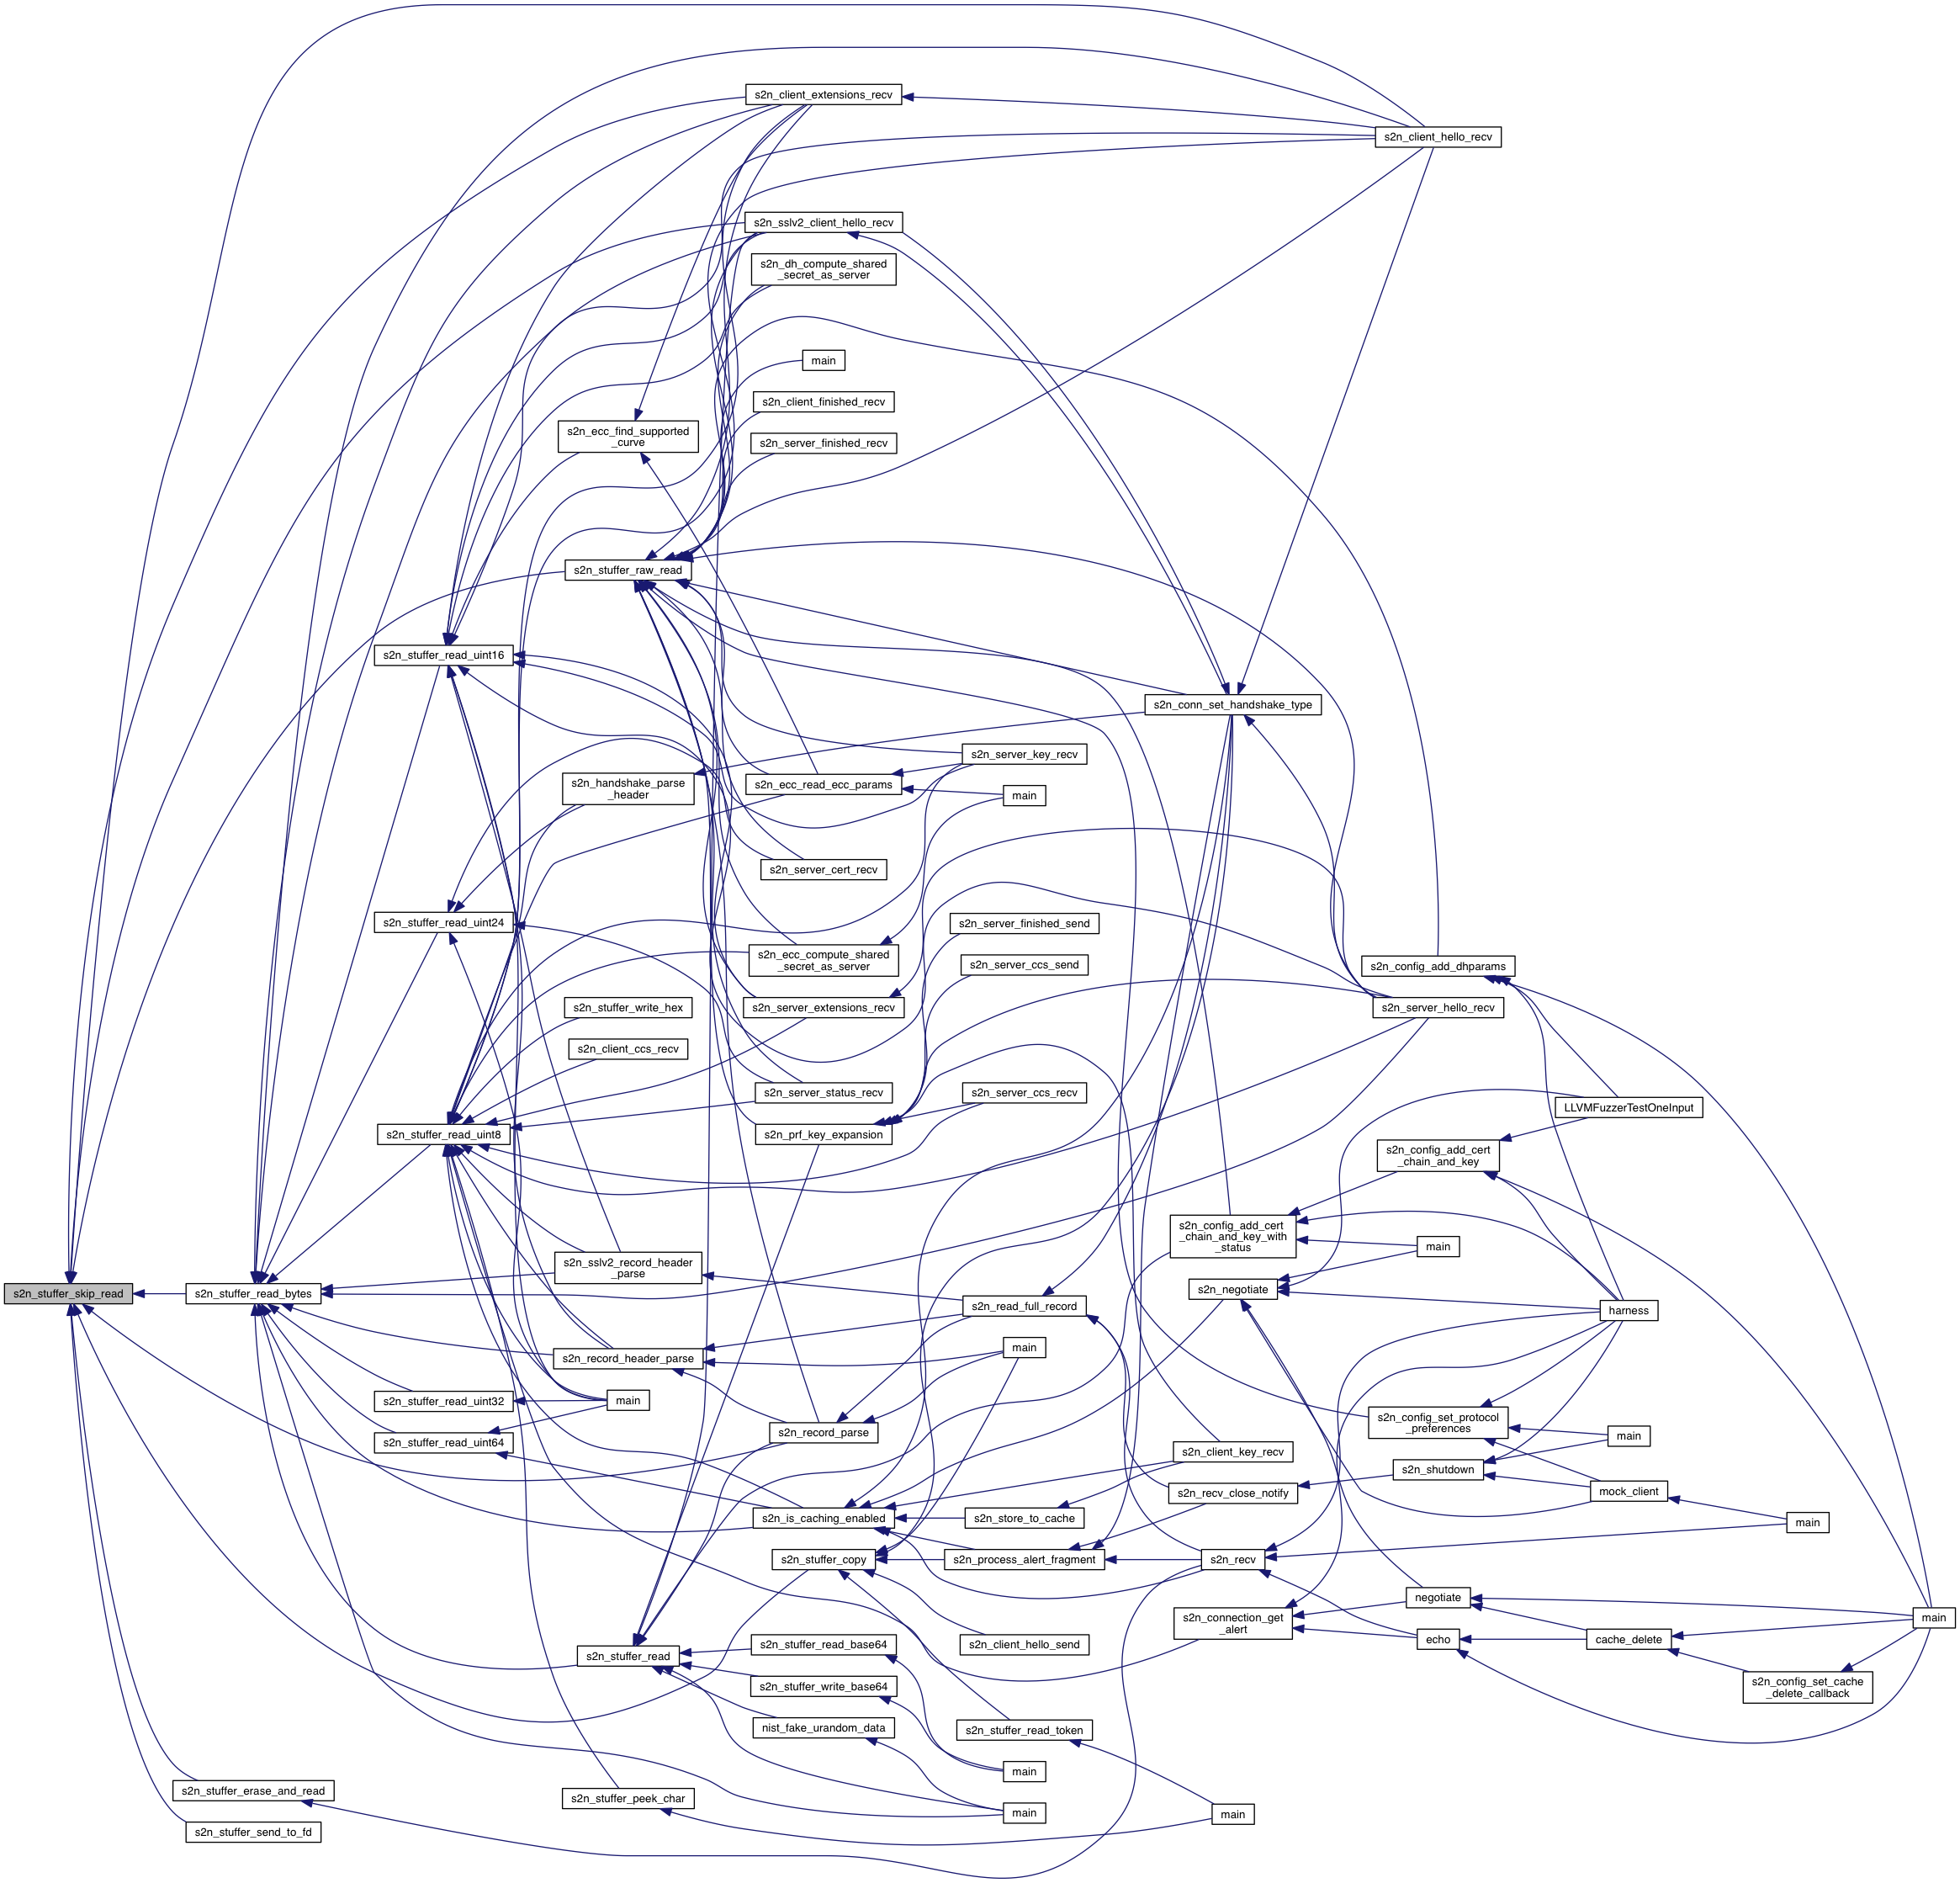 s2n_client_extensions_recv
s2n_client_hello_recv
s2n_sslv2_client_hello_recv
s2n_dh_compute_shared
_secret_as_server
main
s2n_client_finished_recv
s2n_ecc_find_supported
_curve
s2n_server_finished_recv
s2n_stuffer_raw_read
s2n_stuffer_read_uint16
s2n_conn_set_handshake_type
s2n_server_key_recv
s2n_handshake_parse
_header
s2n_ecc_read_ecc_params
main
s2n_server_cert_recv
s2n_stuffer_read_uint24
s2n_server_finished_send
s2n_ecc_compute_shared
_secret_as_server
s2n_server_ccs_send
s2n_config_add_dhparams
s2n_stuffer_write_hex
s2n_server_extensions_recv
s2n_server_hello_recv
s2n_client_ccs_recv
s2n_server_status_recv
s2n_server_ccs_recv
LLVMFuzzerTestOneInput
s2n_stuffer_read_uint8
s2n_prf_key_expansion
s2n_config_add_cert
_chain_and_key
s2n_config_add_cert
_chain_and_key_with
_status
main
s2n_sslv2_record_header
_parse
s2n_negotiate
s2n_stuffer_skip_read
s2n_stuffer_read_bytes
s2n_read_full_record
harness
s2n_record_header_parse
main
s2n_stuffer_read_uint32
main
s2n_config_set_protocol
_preferences
s2n_record_parse
main
s2n_stuffer_read_uint64
s2n_client_key_recv
s2n_shutdown
s2n_recv_close_notify
mock_client
s2n_is_caching_enabled
s2n_store_to_cache
main
s2n_stuffer_copy
s2n_process_alert_fragment
s2n_recv
negotiate
s2n_connection_get
_alert
main
s2n_stuffer_read
s2n_stuffer_read_base64
s2n_client_hello_send
echo
cache_delete
s2n_stuffer_write_base64
s2n_config_set_cache
_delete_callback
nist_fake_urandom_data
s2n_stuffer_read_token
main
s2n_stuffer_erase_and_read
s2n_stuffer_peek_char
main
main
s2n_stuffer_send_to_fd